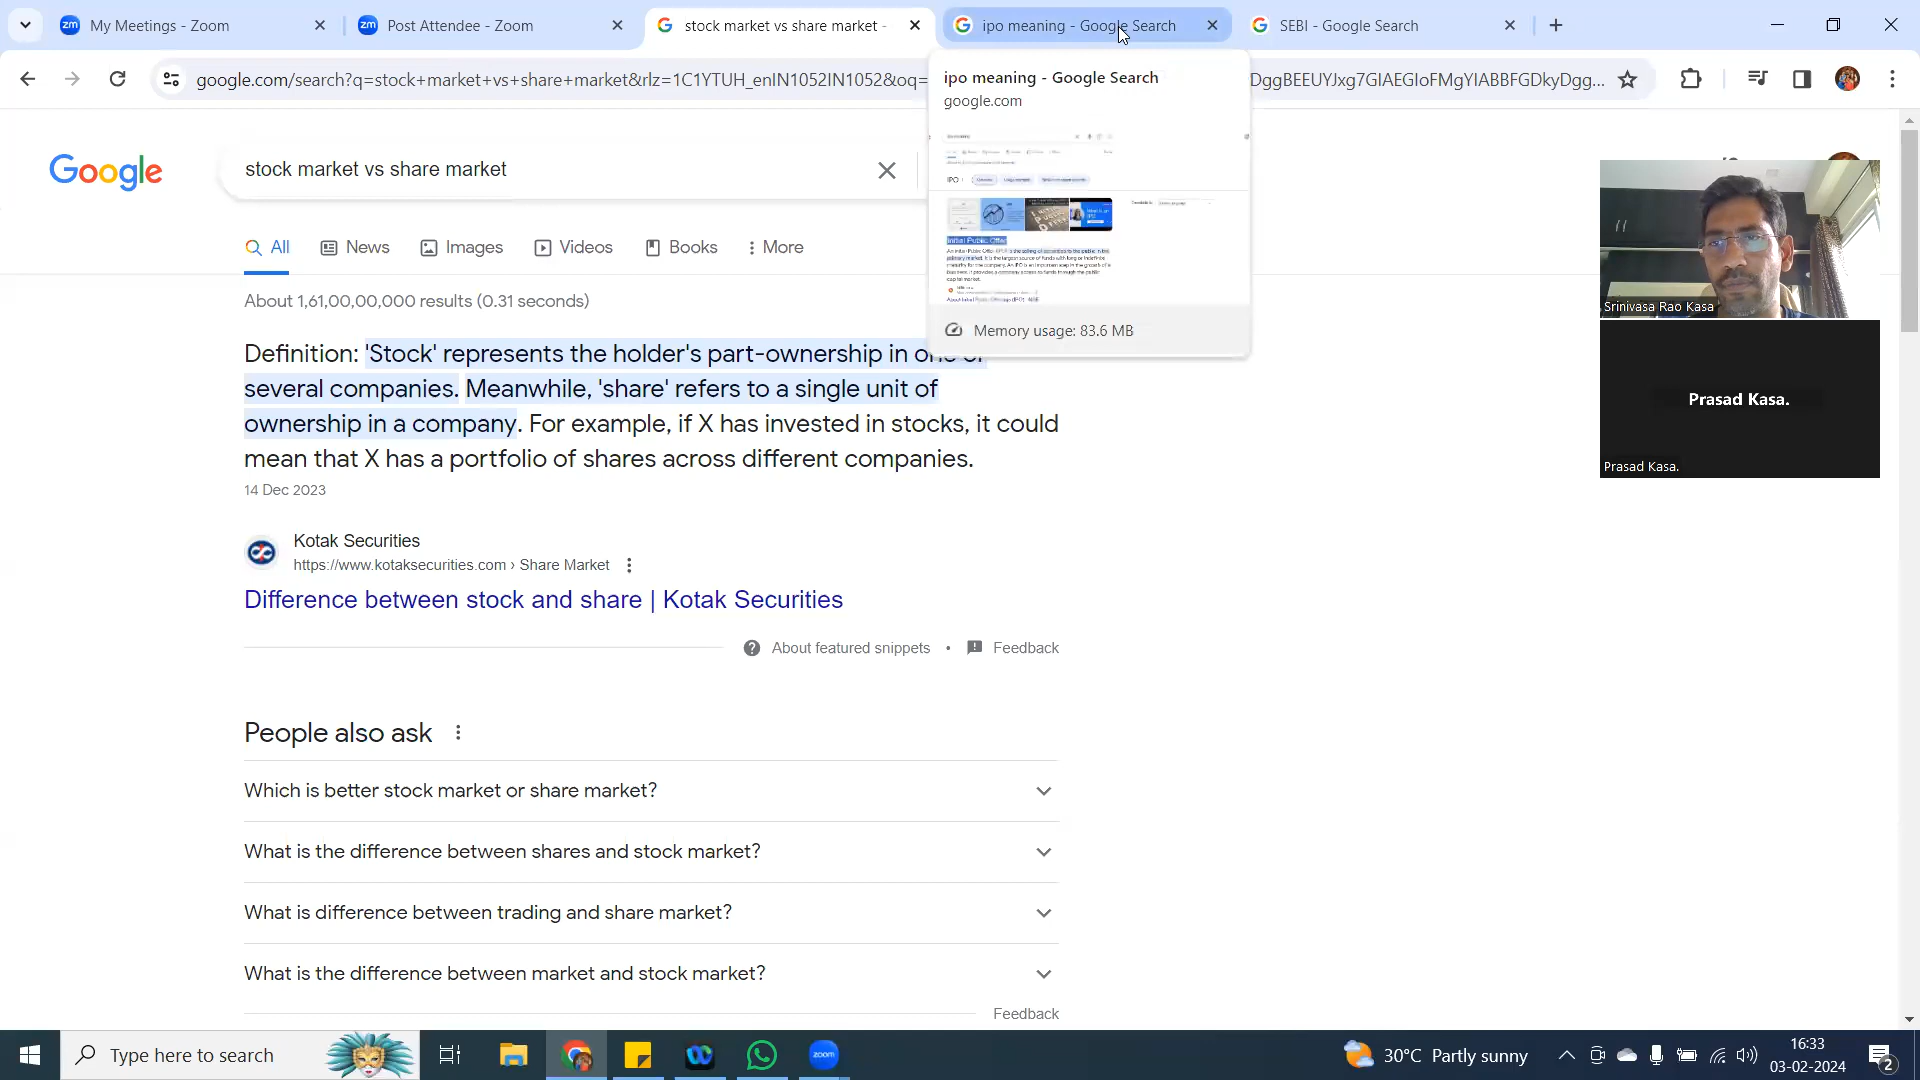 My Meetings - Zoom
Post Attendee - Zoom
stock market vs share market -
ipo meaning - Google Search
SEBI - Google Search
google.com/search?q=stock+market+vs+share+market&rlz=1C1YTUH_enIN1052IN1052&oq=
DggBEEUYJxg7GIAEGIoFMgYIABBFGDkyDgg...
ipo meaning - Google Search
google.com
Google
stock market vs share market
All
News
Images
Videos
Books
More
IPO
Initial Public Offer
Memory usage: 83.6 MB
About 1,61,00,00,000 results (0.31 seconds)
Definition: 'Stock' represents the holder's part-ownership in one or
several companies. Meanwhile, 'share' refers to a single unit of
ownership in a company. For example, if X has invested in stocks, it could
mean that X has a portfolio of shares across different companies.
14 Dec 2023
Kotak Securities
https://www.kotaksecurities.com › Share Market
Difference between stock and share | Kotak Securities
About featured snippets • Feedback
People also ask
Which is better stock market or share market?
What is the difference between shares and stock market?
What is difference between trading and share market?
What is the difference between market and stock market?
Feedback
Srinivasa Rao Kasa
Prasad Kasa.
Prasad Kasa.
Type here to search
zoom
30°C Partly sunny
16:33
03-02-2024
2